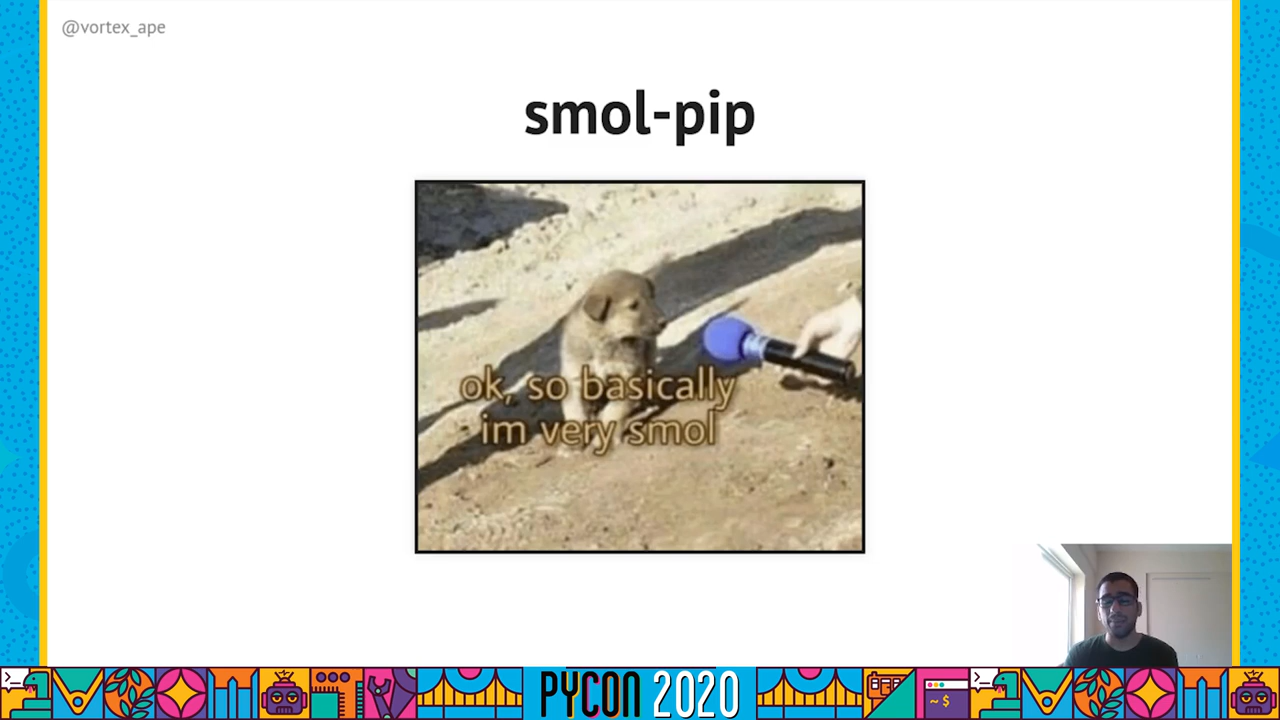 @vortex_ape
smol-pip
ok, so basically
im very smol
PYCON 2020
>_
~$
>_